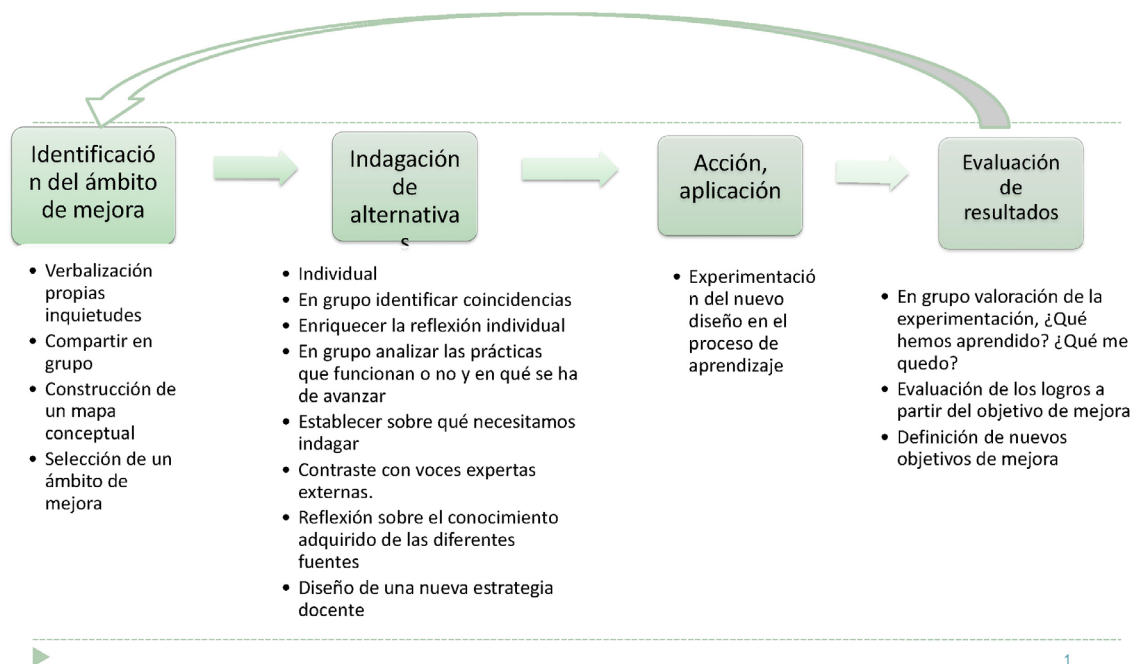 Identificació
n del ámbito
de mejora
• Verbalización
propias
inquietudes
• Compartir en
grupo
• Construcción de
un mapa
conceptual
• Selección de un
ámbito de
mejora
Indagación
de
alternativa
s
• Individual
• En grupo identificar coincidencias
• Enriquecer la reflexión individual
• En grupo analizar las prácticas
que funcionan o no y en qué se ha
de avanzar
• Establecer sobre qué necesitamos
indagar
• Contraste con voces expertas
externas.
• Reflexión sobre el conocimiento
adquirido de las diferentes
fuentes
• Diseño de una nueva estrategia
docente
Acción,
aplicación
• Experimentació
n del nuevo
diseño en el
proceso de
aprendizaje
Evaluación
de
resultados
• En grupo valoración de la
experimentación, ¿Qué
hemos aprendido? ¿Qué me
quedo?
• Evaluación de los logros a
partir del objetivo de mejora
• Definición de nuevos
objetivos de mejora
1